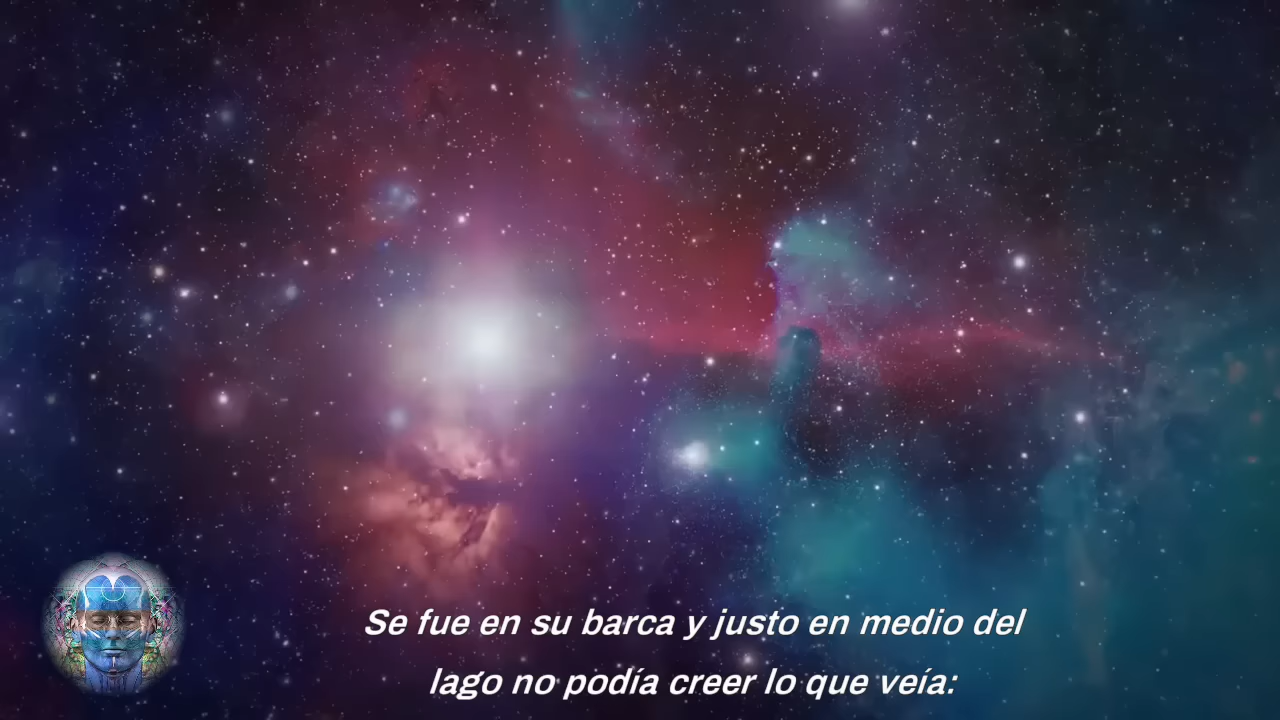 Se fue en su barca y justo en medio del
lago no podía creer lo que veía: